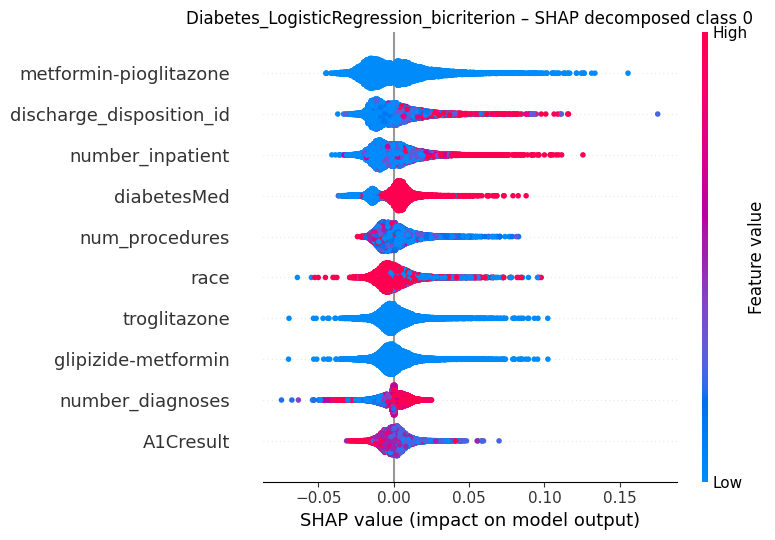 Diabetes_LogisticRegression_bicriterion – SHAP decomposed class 0
High
metformin-pioglitazone
discharge_disposition_id
number_inpatient
diabetesMed
num_procedures
race
troglitazone
glipizide-metformin
number_diagnoses
A1Cresult
Feature value
Low
−0.05 0.00 0.05 0.10 0.15
SHAP value (impact on model output)